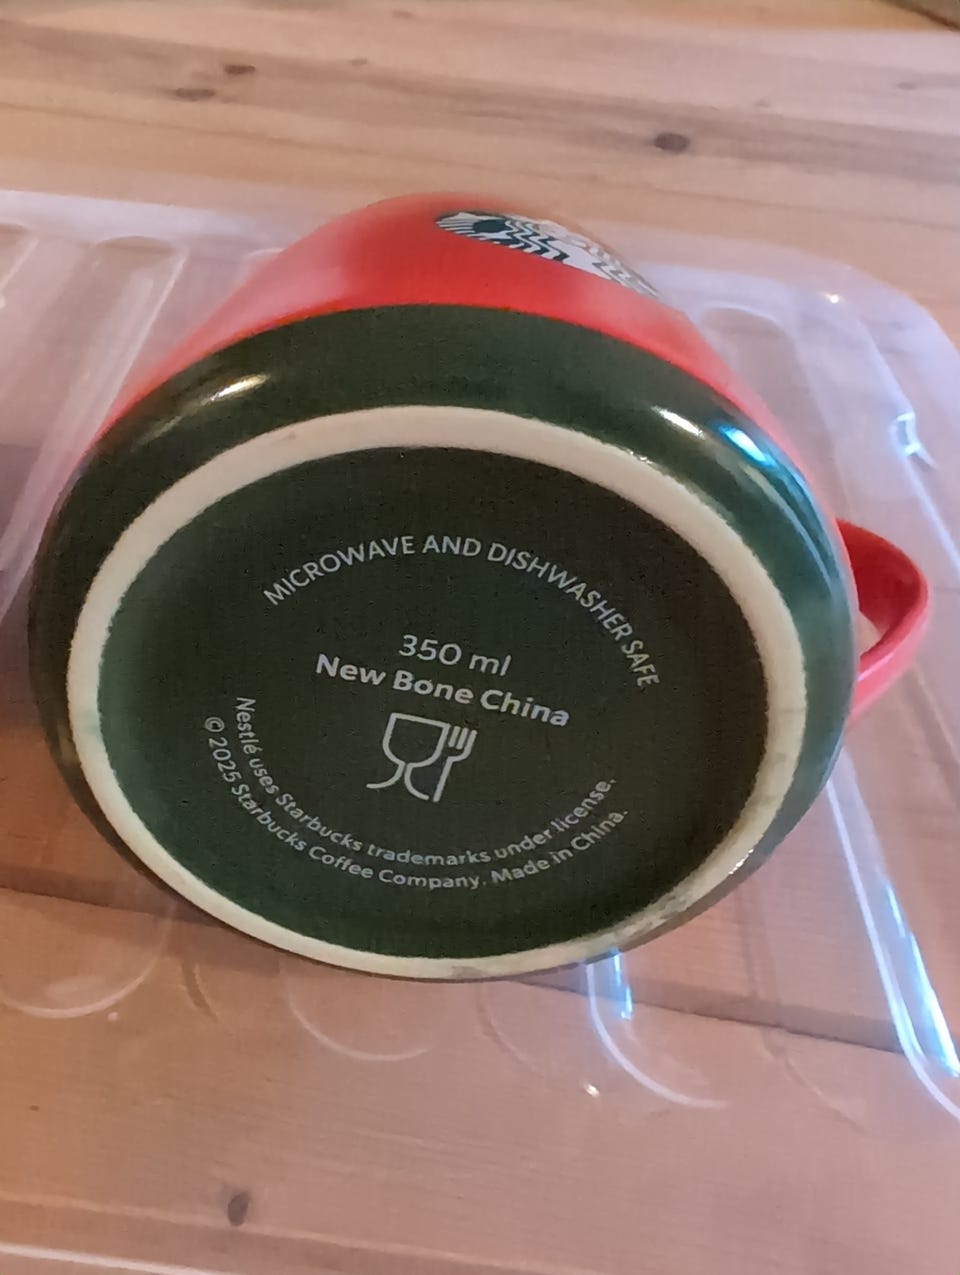 MICROWAVE AND DISHWASHER SAFE
350 ml
New Bone China
Nestlé uses Starbucks trademarks under license.
© 2025 Starbucks Coffee Company. Made in China.